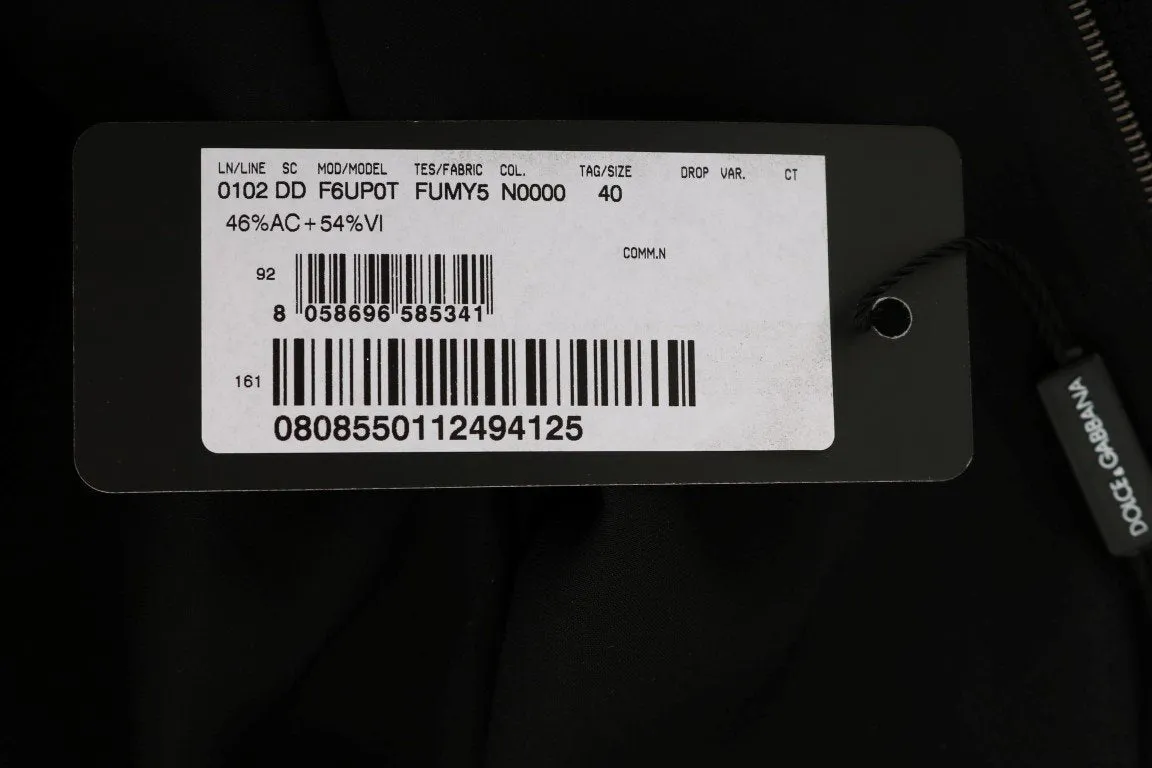 LN/LINE SC MOD/MODEL TES/FABRIC COL. TAG/SIZE DROP VAR. CT
0102 DD F6UP0T FUMY5 N0000 40
46%AC+54%VI
COMM.N
92
8 058696 585341
161
0808550112494125
DOLCE & GABBANA